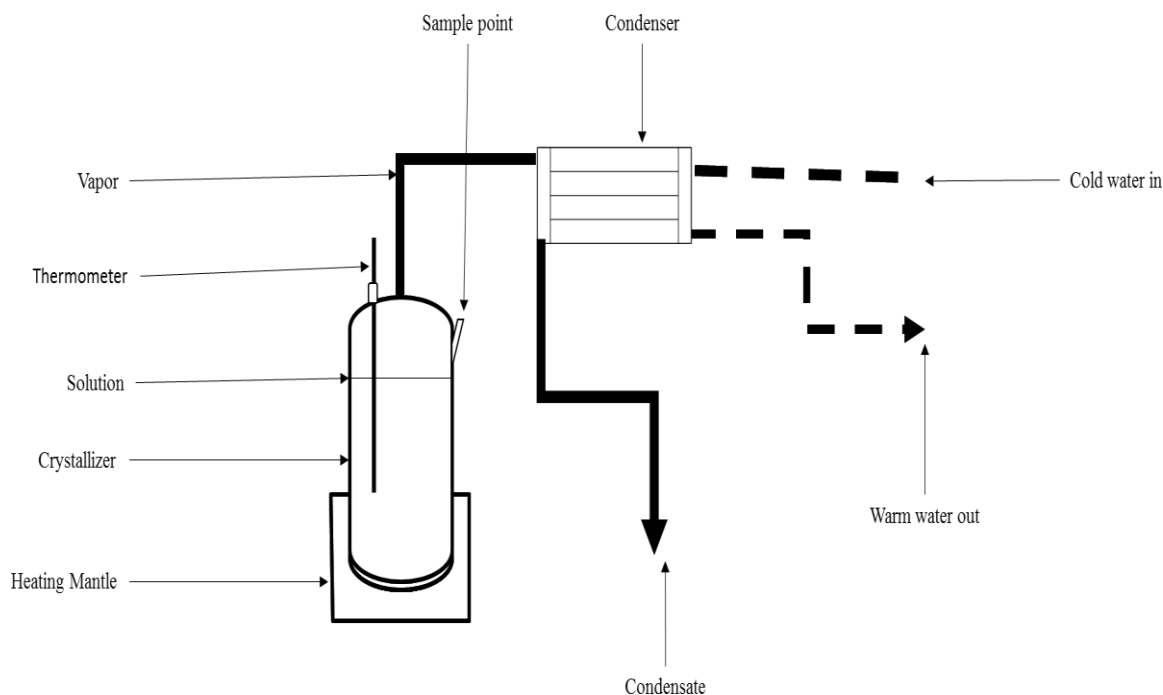 Sample point
Condenser
Vapor
Cold water in
Thermometer
Solution
Crystallizer
Warm water out
Heating Mantle
Condensate